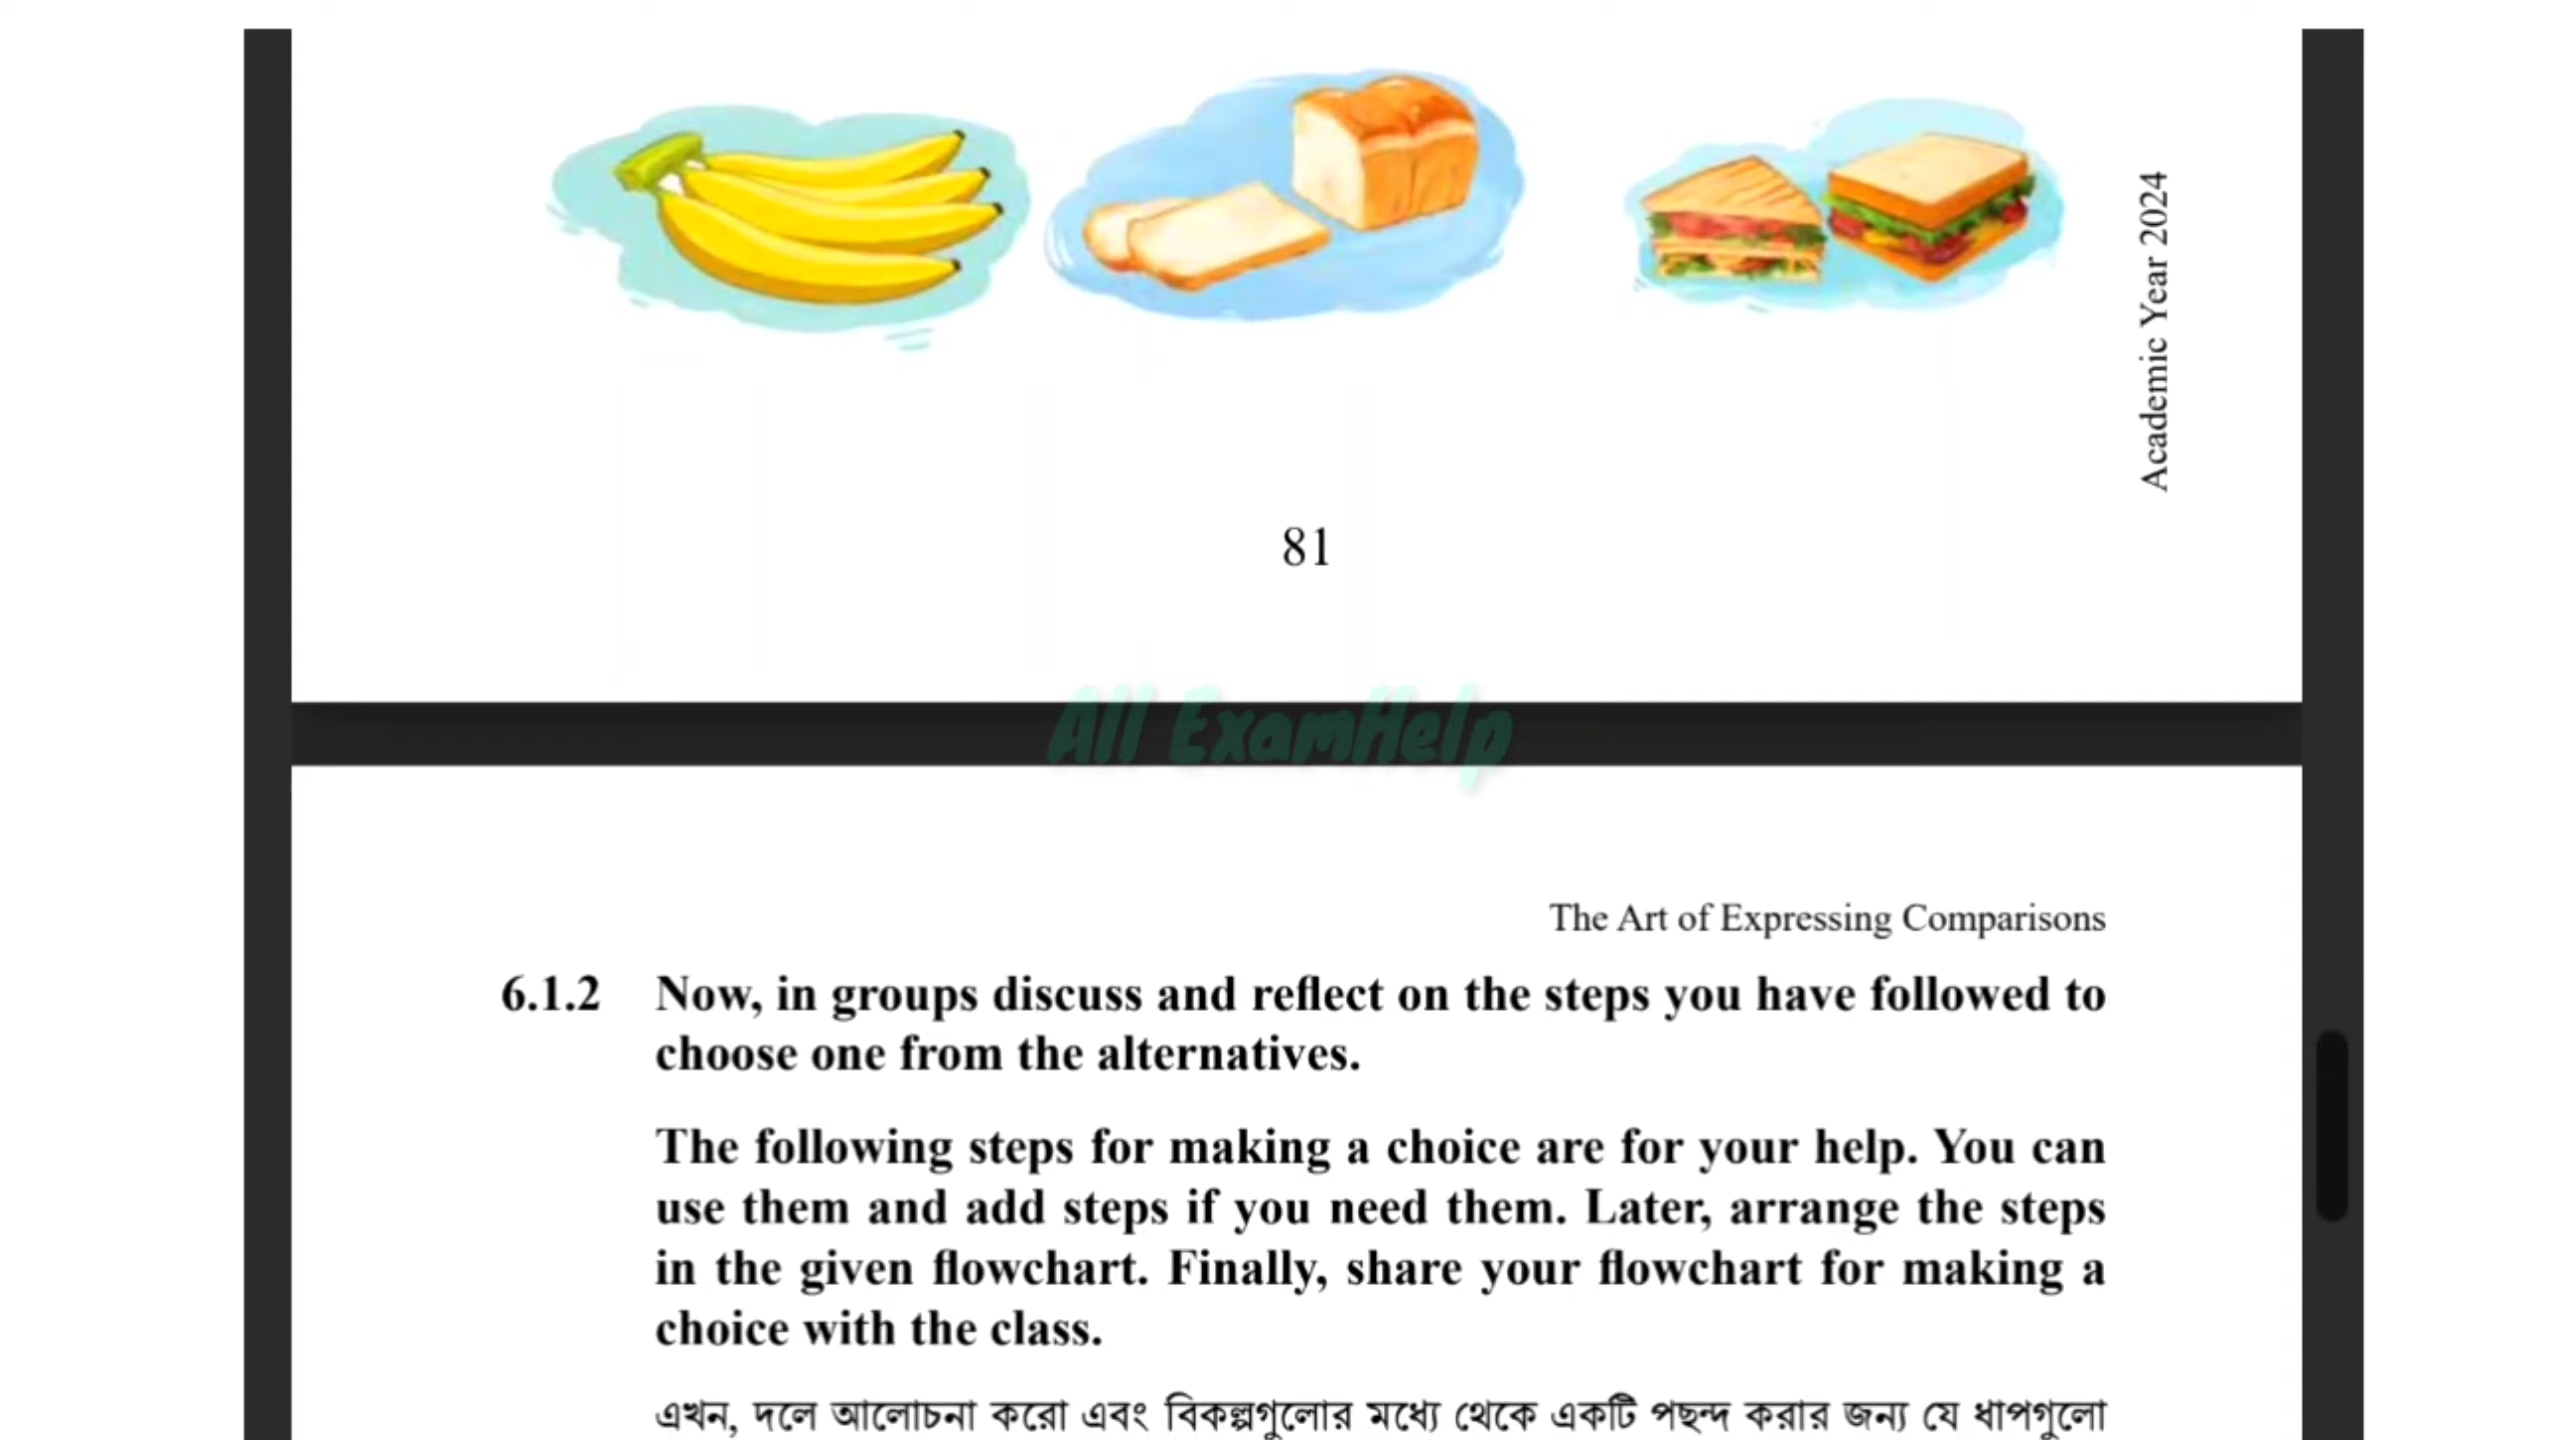 Academic Year 2024
81
All ExamHelp
The Art of Expressing Comparisons
6.1.2 Now, in groups discuss and reflect on the steps you have followed to
choose one from the alternatives.
The following steps for making a choice are for your help. You can
use them and add steps if you need them. Later, arrange the steps
in the given flowchart. Finally, share your flowchart for making a
choice with the class.
এখন, দলে আলোচনা করো এবং বিকল্পগুলোর মধ্যে থেকে একটি পছন্দ করার জন্য যে ধাপগুলো